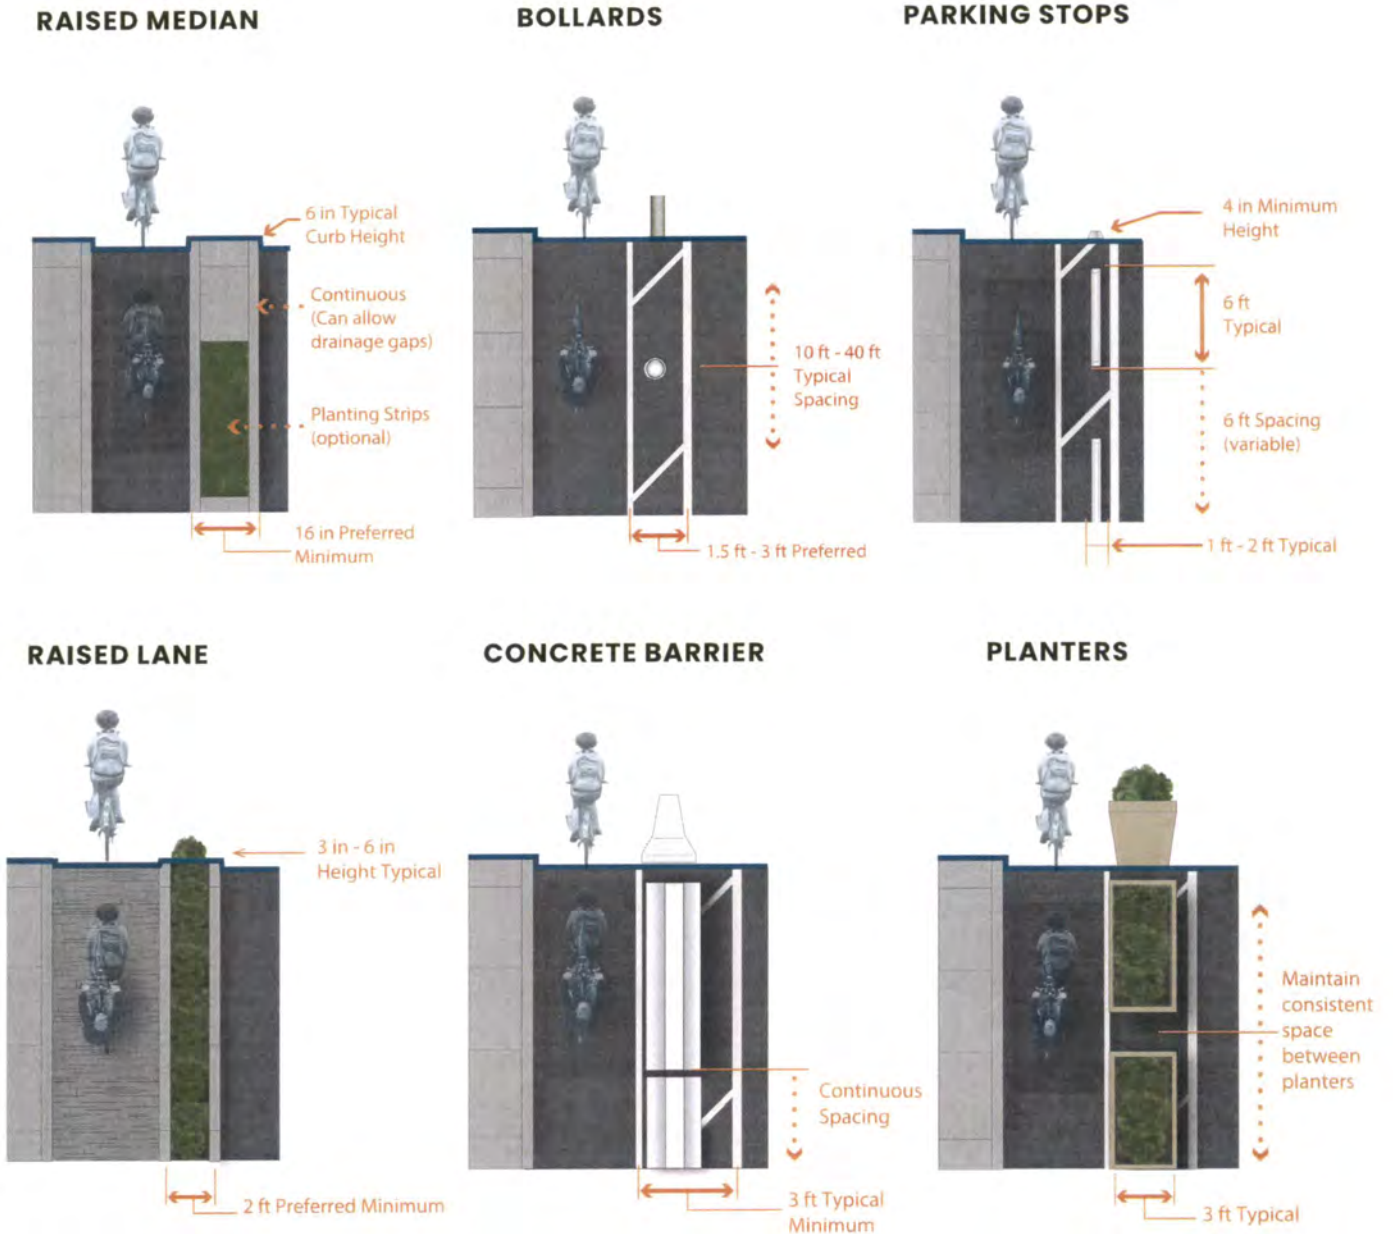 RAISED MEDIAN
6 in Typical
Curb Height
Continuous
(Can allow
drainage gaps)
Planting Strips
(optional)
16 in Preferred
Minimum
BOLLARDS
10 ft - 40 ft
Typical
Spacing
1.5 ft - 3 ft Preferred
PARKING STOPS
4 in Minimum
Height
6 ft
Typical
6 ft Spacing
(variable)
1 ft - 2 ft Typical
RAISED LANE
3 in - 6 in
Height Typical
2 ft Preferred Minimum
CONCRETE BARRIER
Continuous
Spacing
3 ft Typical
Minimum
PLANTERS
Maintain
consistent
space
between
planters
3 ft Typical